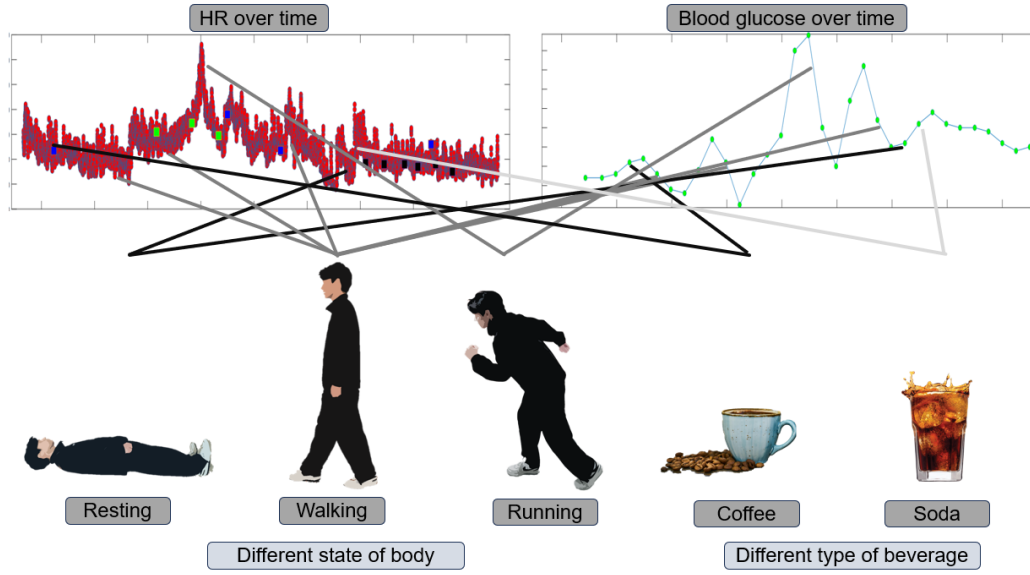 HR over time
Blood glucose over time
Resting
Walking
Running
Coffee
Soda
Different state of body
Different type of beverage